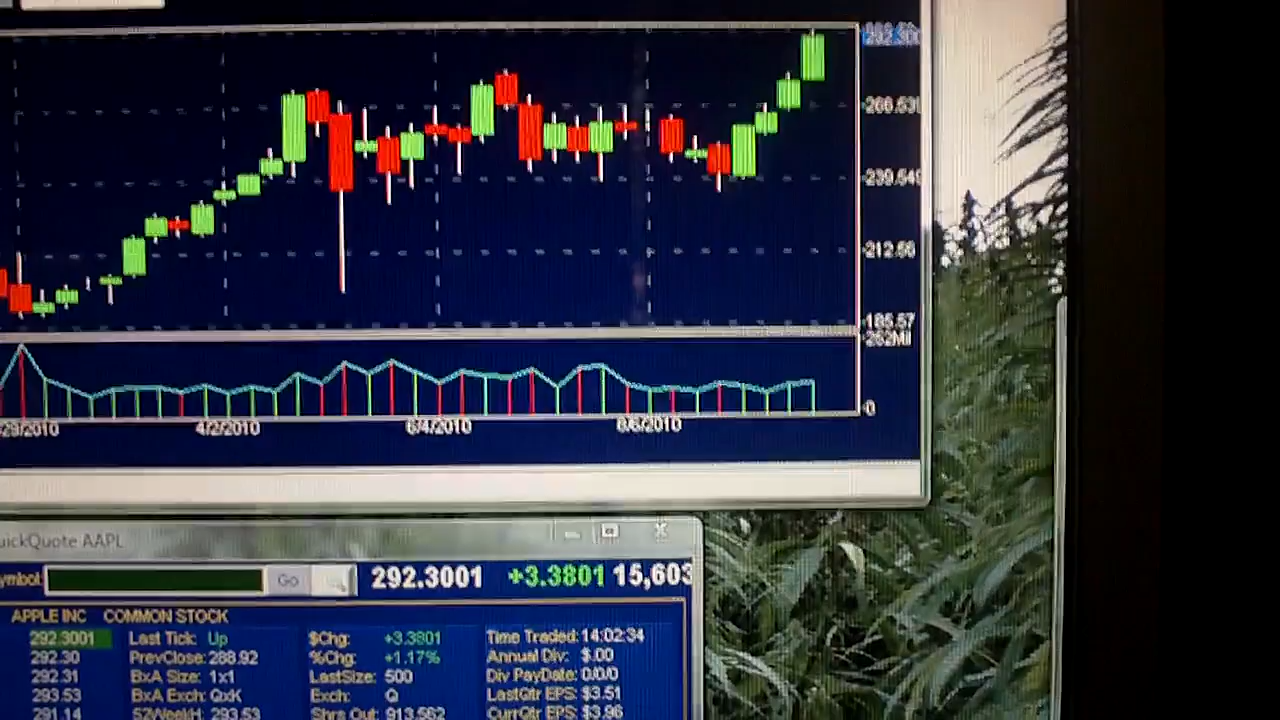 266.531
239.549
212.56
185.57
262Mil
0
29/2010 4/2/2010 6/4/2010 8/6/2010
uickQuote AAPL
ymbol: Go 292.3001 +3.3801 15,603
APPLE INC COMMON STOCK
292.3001 Last Tick: Up $Chg: +3.3801 Time Traded: 14:02:34
292.30 PrevClose: 288.92 %Chg: +1.17% Annual Div: $.00
292.31 BxA Size: 1x1 LastSize: 500 Div PayDate: 0/0/0
293.53 BxA Exch: QxK Exch: Q LastQtr EPS: $3.51
291.14 52WeekH: 293.53 Shrs Out: 913,562 CurrQtr EPS: $3.96